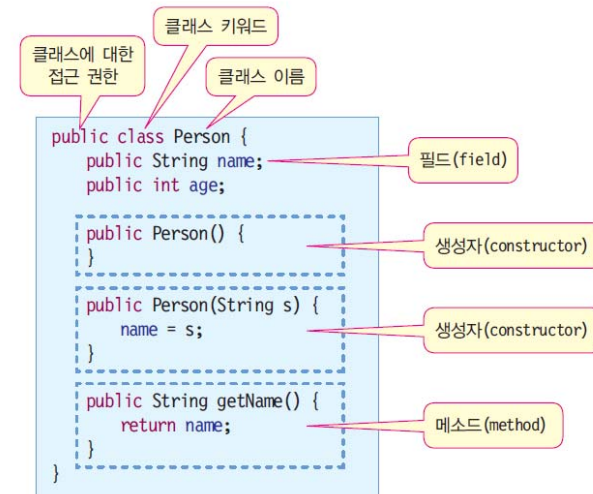 클래스 키워드
클래스에 대한
접근 권한
클래스 이름
public class Person {
public String name;
필드(field)
public int age;
public Person() {
}
생성자(constructor)
public Person(String s) {
name = s;
}
생성자(constructor)
public String getName() {
return name;
}
메소드(method)
}